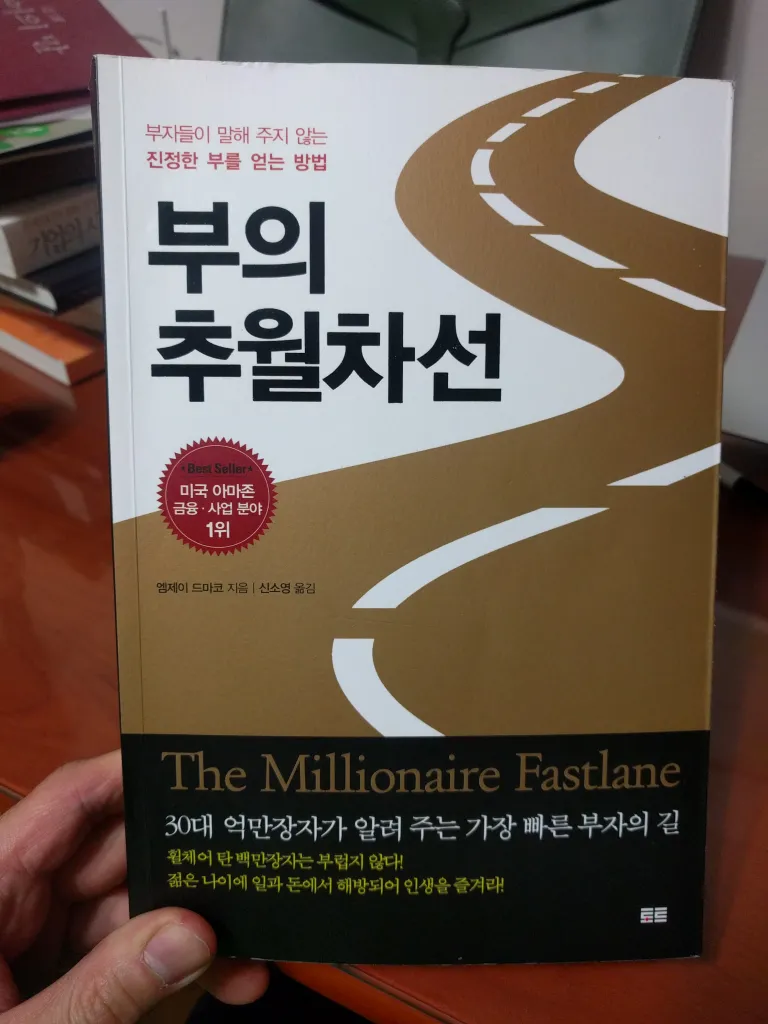 부자들이 말해 주지 않는
진정한 부를 얻는 방법
부의
추월차선
•Best Seller•
미국 아마존
금융·사업 분야
1위
엠제이 드마코 지음 | 신소영 옮김
The Millionaire Fastlane
30대 억만장자가 알려 주는 가장 빠른 부자의 길
휠체어 탄 백만장자는 부럽지 않다!
젊은 나이에 일과 돈에서 해방되어 인생을 즐겨라!
토트